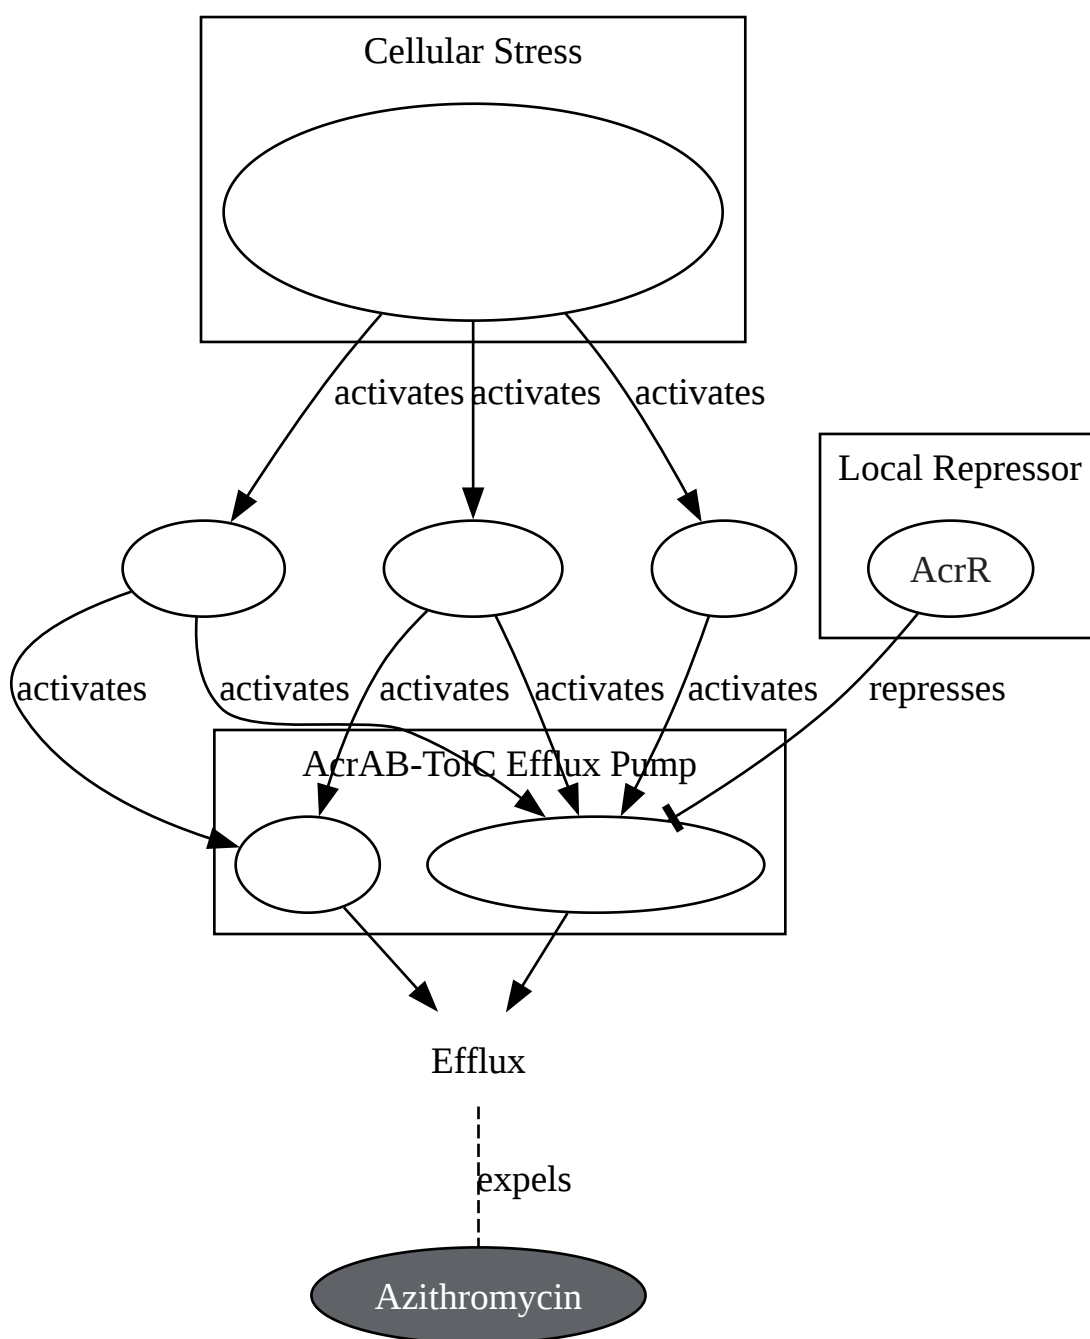 Cellular Stress
activates
activates
activates
Local Repressor
AcrR
activates
activates
activates
activates
activates
represses
AcrAB-TolC Efflux Pump
Efflux
expels
Azithromycin